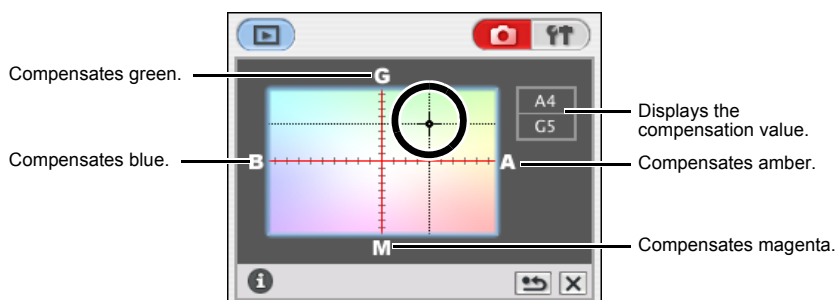 G
Compensates green.
A4
G5
Displays the
compensation value.
Compensates blue.
B
A
Compensates amber.
M
Compensates magenta.